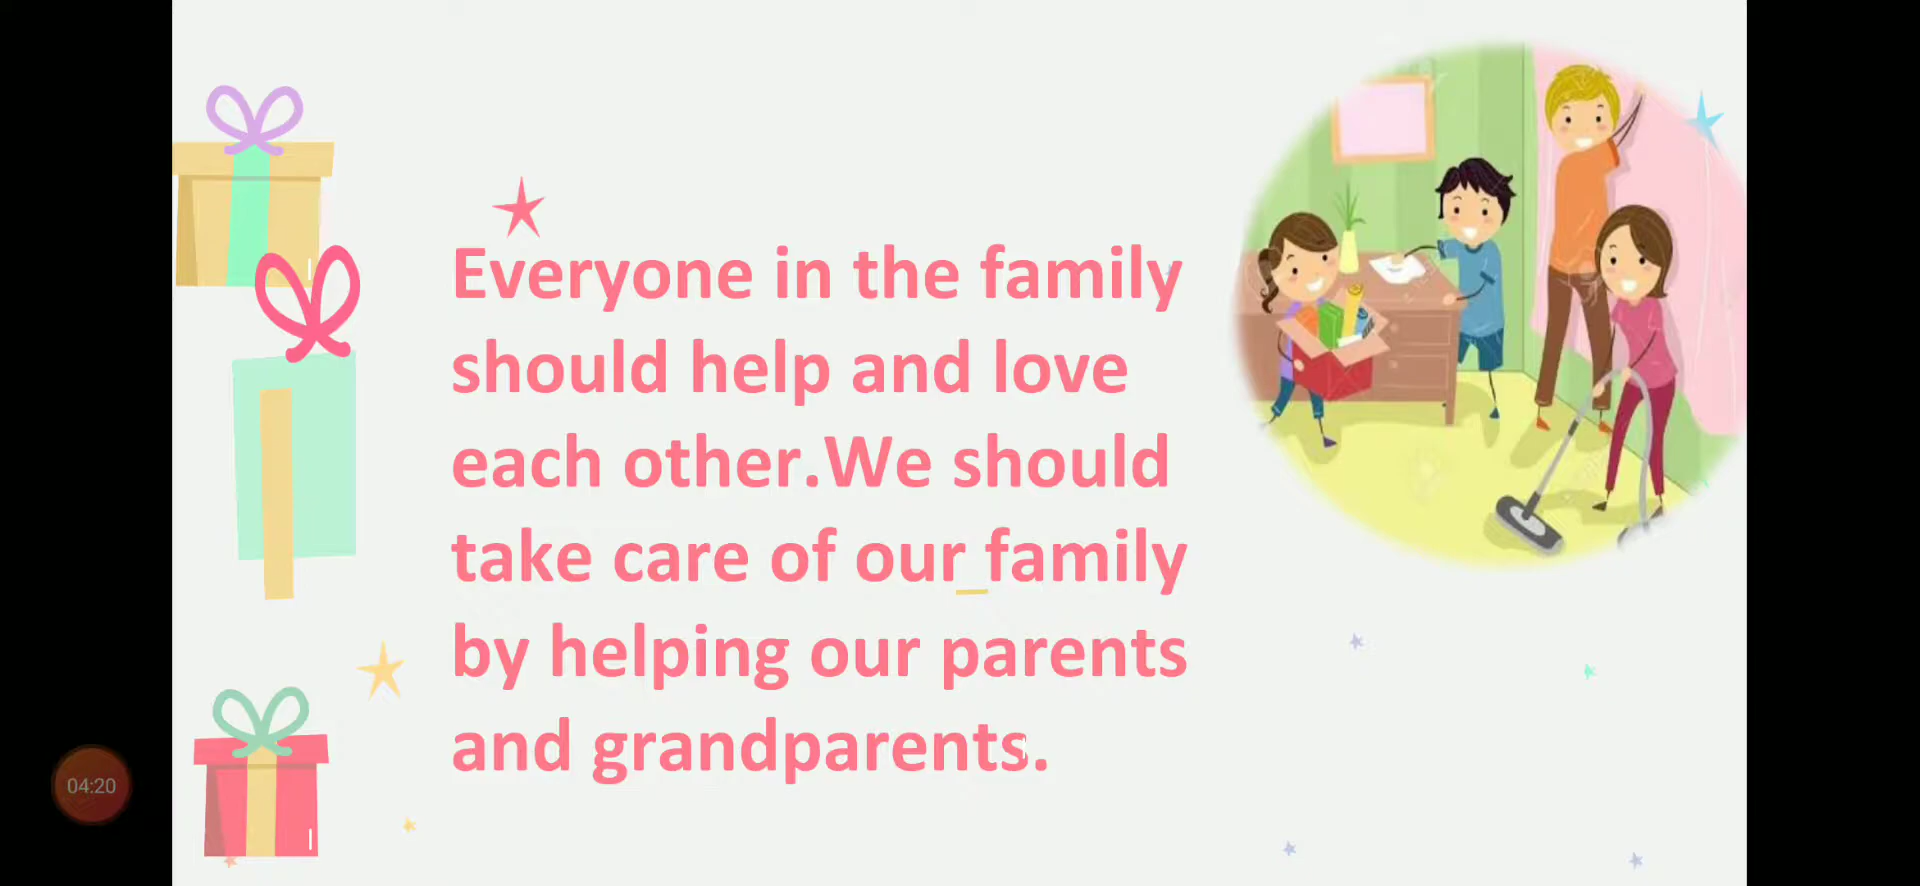 Everyone in the family
should help and love
each other.We should
take care of our family
by helping our parents
and grandparents.
04:20